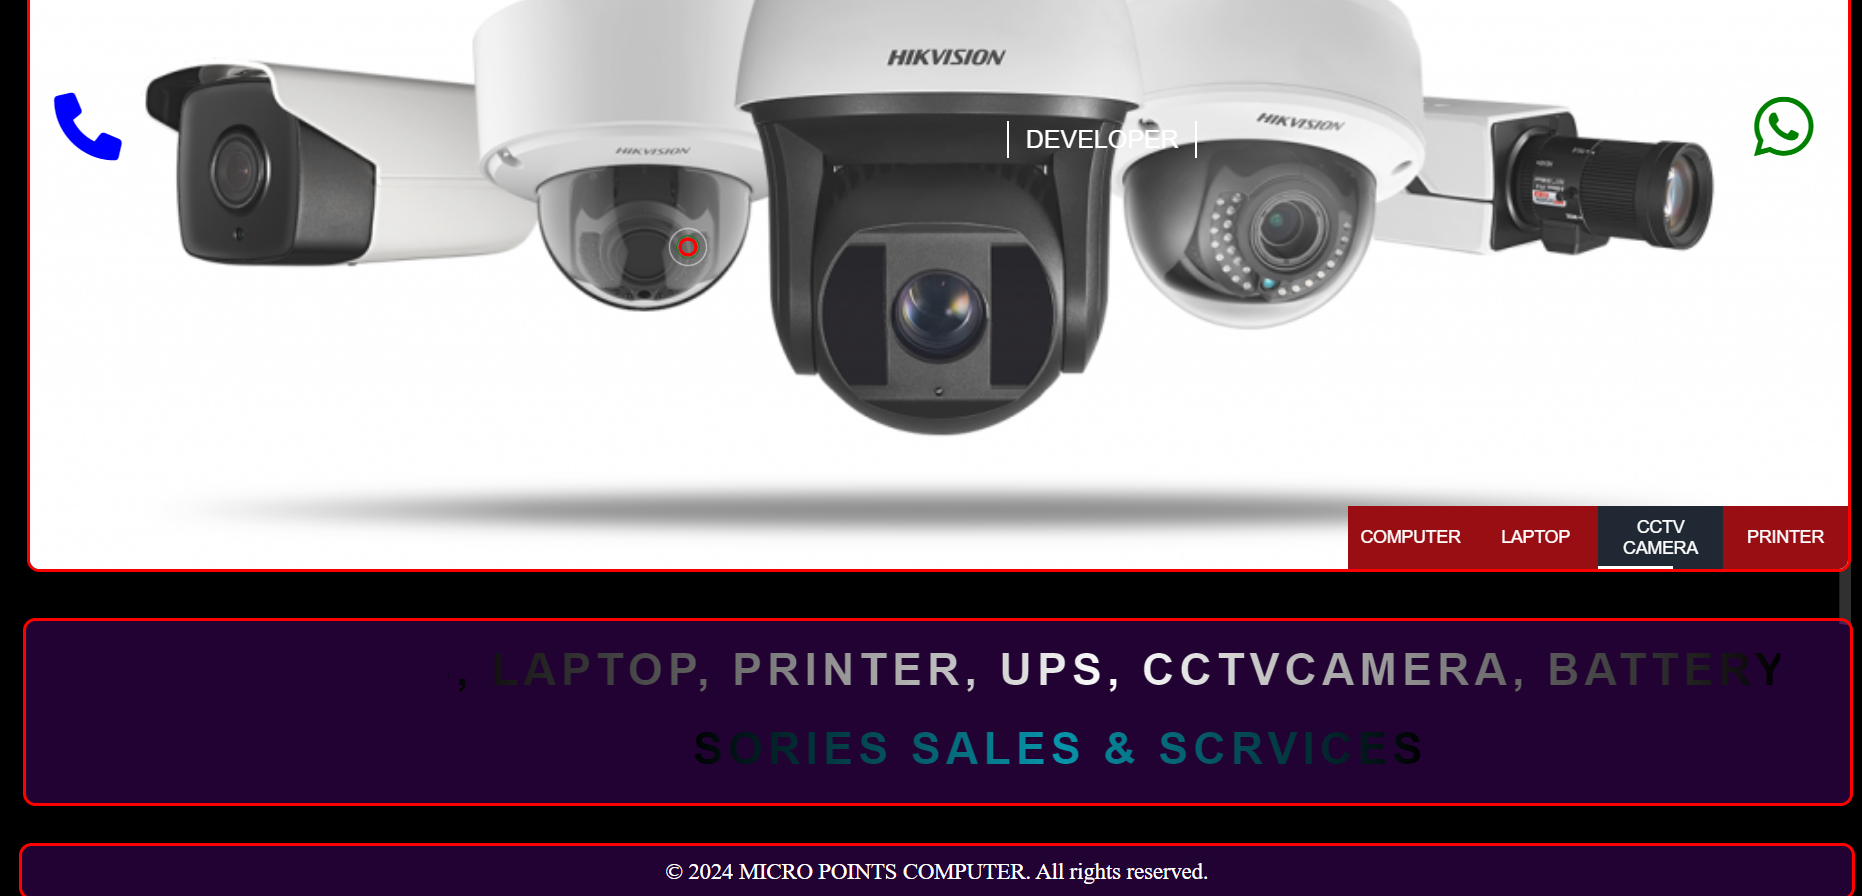 HIKVISION
HIKVISION
HIKVISION
DEVELOPER
COMPUTER
LAPTOP
CCTV
CAMERA
PRINTER
, LAPTOP, PRINTER, UPS, CCTVCAMERA, BATTERY
SORIES SALES & SCRVICES
© 2024 MICRO POINTS COMPUTER. All rights reserved.